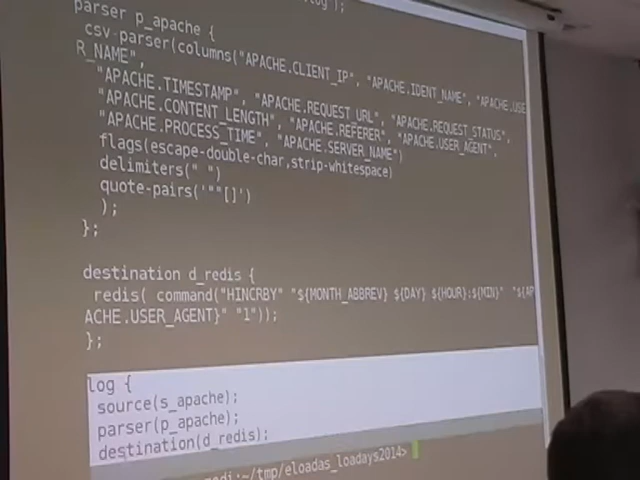 log );
parser p_apache {
csv-parser(columns("APACHE.CLIENT_IP", "APACHE.IDENT_NAME", "APACHE.USE
R_NAME",
"APACHE.TIMESTAMP", "APACHE.REQUEST_URL", "APACHE.REQUEST_STATUS",
"APACHE.CONTENT_LENGTH", "APACHE.REFERER", "APACHE.USER_AGENT",
"APACHE.PROCESS_TIME", "APACHE.SERVER_NAME")
flags(escape-double-char,strip-whitespace)
delimiters(" ")
quote-pairs('""[]')
);
};
destination d_redis {
redis( command("HINCRBY" "${MONTH_ABBREV} ${DAY} ${HOUR}:${MIN}" "${AP
ACHE.USER_AGENT}" "1"));
};
log {
source(s_apache);
parser(p_apache);
destination(d_redis);
:~/tmp/eloadas_loadays2014>